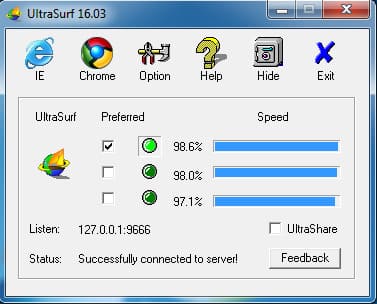 UltraSurf 16.03
IE Chrome Option Help Hide Exit
UltraSurf Preferred Speed
98.6%
98.0%
97.1%
Listen: 127.0.0.1:9666 UltraShare
Status: Successfully connected to server! Feedback